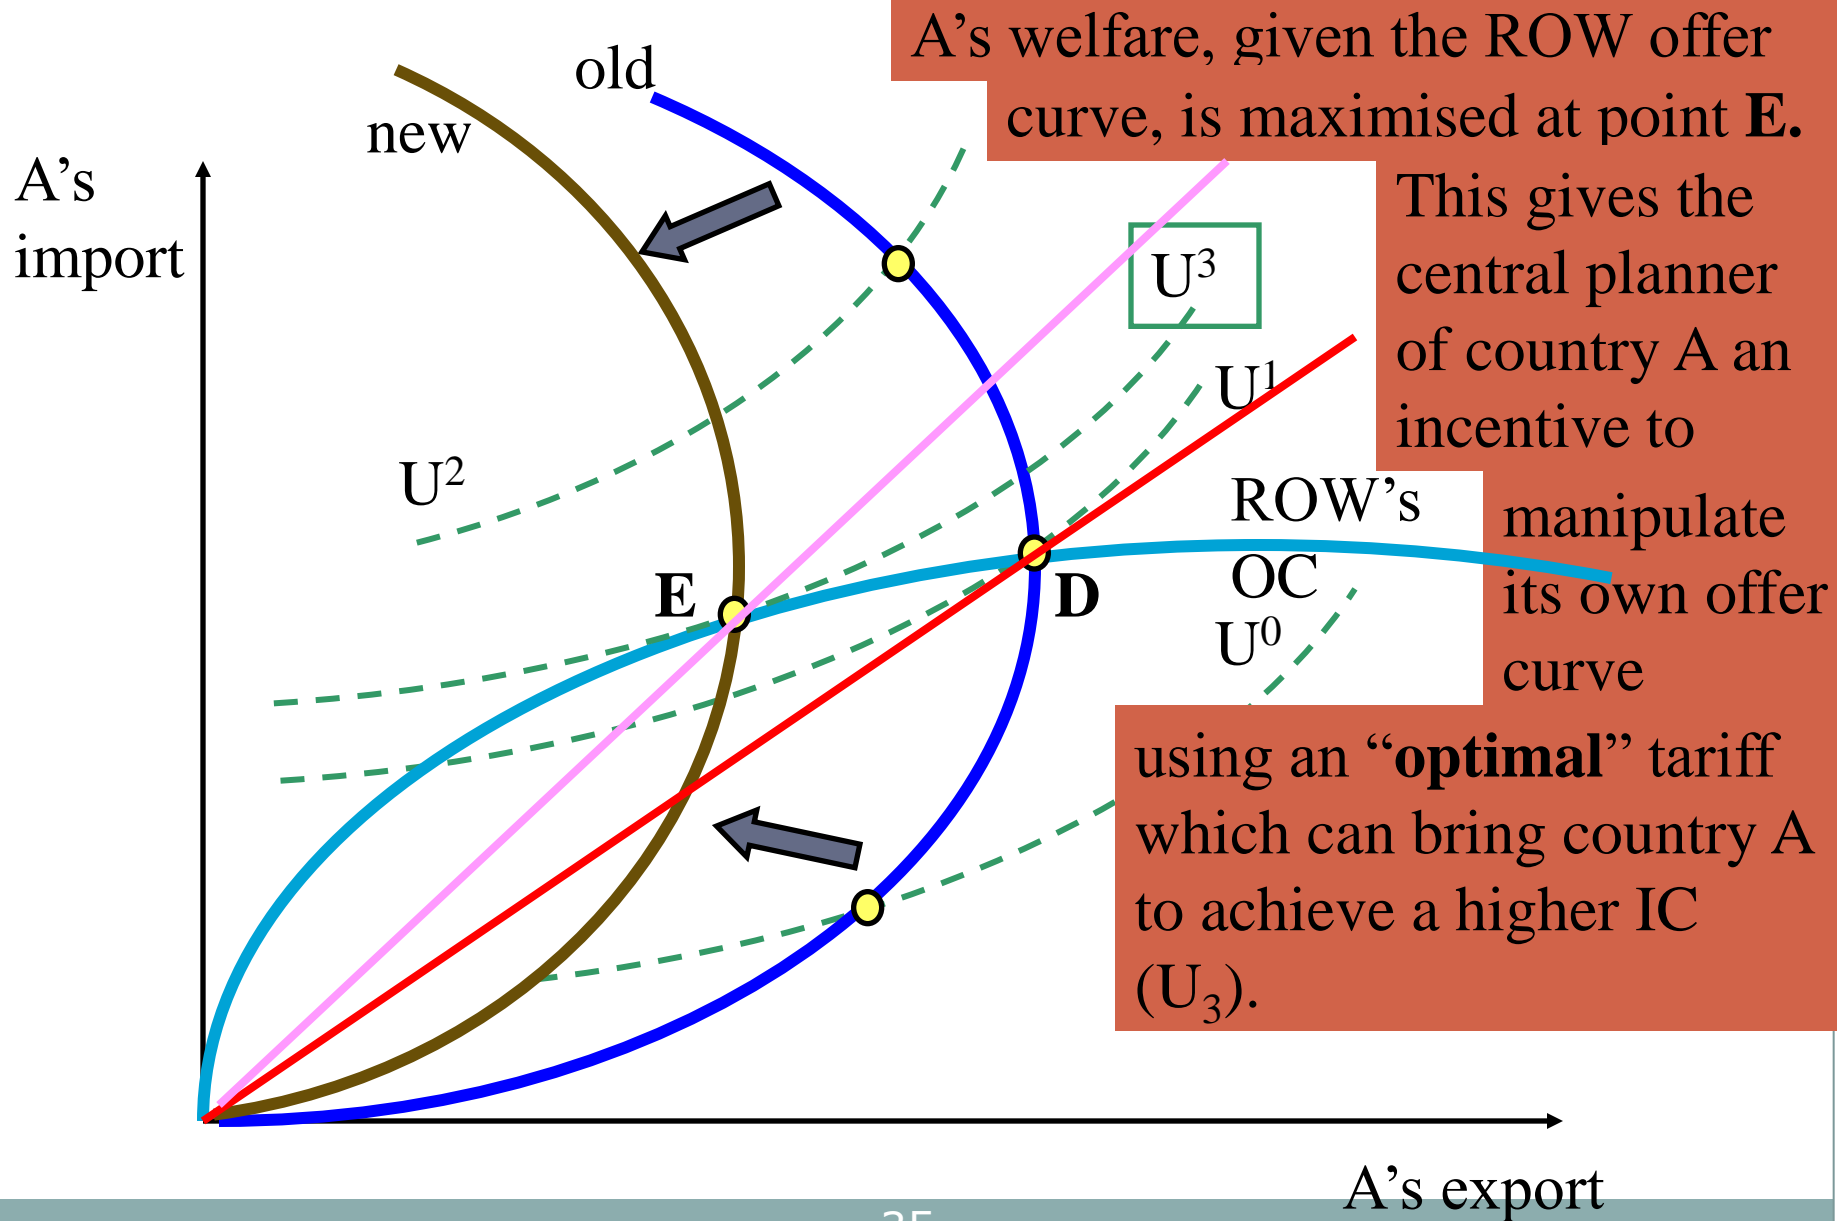 A’s welfare, given the ROW offer
curve, is maximised at point E.
This gives the
central planner
of country A an
incentive to
manipulate
its own offer
curve
using an “optimal” tariff
which can bring country A
to achieve a higher IC
(U3).
old
new
A’s
import
U3
U1
U2
ROW’s
OC
E
D
U0
A’s export